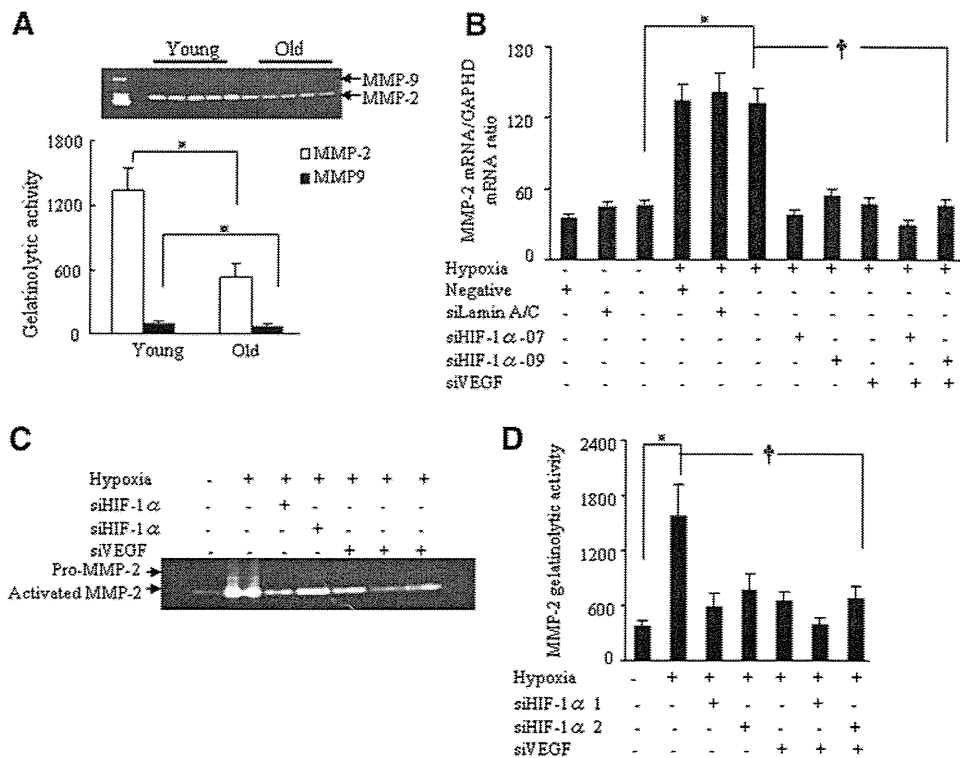 A
Young Old
MMP-9
MMP-2
1800
1200
600
0
Gelatinolytic activity
*
*
MMP-2
MMP9
Young Old
B
180
120
60
0
MMP-2 mRNA/GAPHD
mRNA ratio
* †
Hypoxia - - - + + + + + + + +
Negative + - - + - - - - - - -
siLamin A/C - + - - + - - - - - -
siHIF-1α-07 - - - - - - + - - + -
siHIF-1α-09 - - - - - - - + - - +
siVEGF - - - - - - - - + + +
C
Hypoxia - + + + + + +
siHIF-1α - - + - - - -
siHIF-1α - - - + - - -
siVEGF - - - - + + +
Pro-MMP-2
Activated MMP-2
D
2400
1800
1200
600
0
MMP-2 gelatinolytic activity
* †
Hypoxia - + + + + + +
siHIF-1α 1 - - + - - + -
siHIF-1α 2 - - - + - - +
siVEGF - - - - + + +